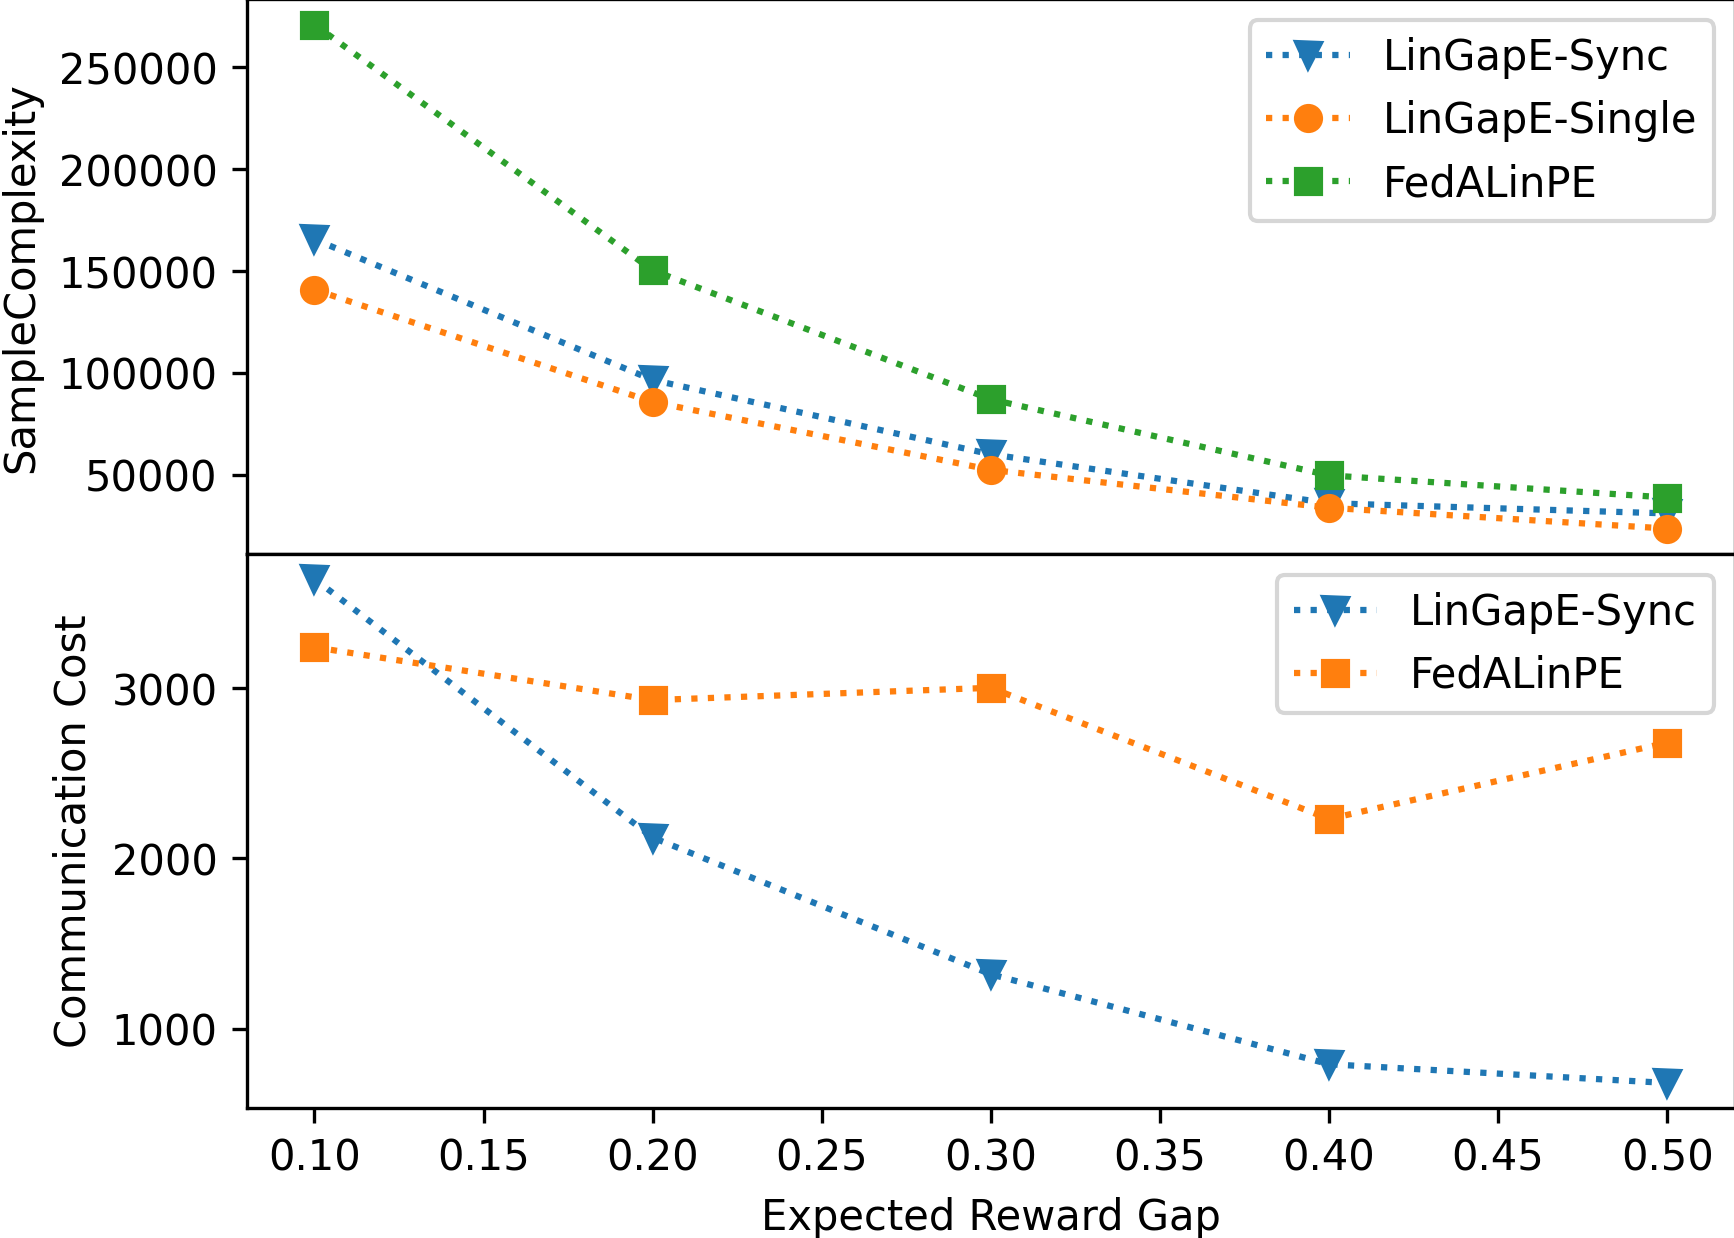 SampleComplexity
250000
200000
150000
100000
50000
LinGapE-Sync
LinGapE-Single
FedALinPE
Communication Cost
3000
2000
1000
LinGapE-Sync
FedALinPE
0.10 0.15 0.20 0.25 0.30 0.35 0.40 0.45 0.50
Expected Reward Gap